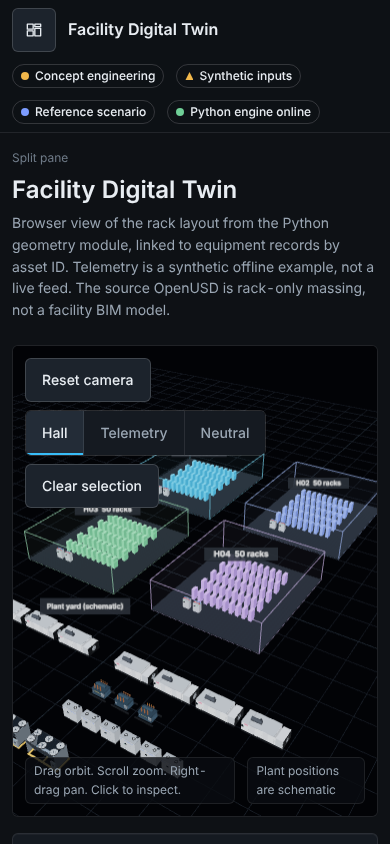 Facility Digital Twin
Concept engineering
Synthetic inputs
Reference scenario
Python engine online
Split pane
Facility Digital Twin
Browser view of the rack layout from the Python
geometry module, linked to equipment records by
asset ID. Telemetry is a synthetic offline example, not a
live feed. The source OpenUSD is rack-only massing,
not a facility BIM model.
Reset camera
Hall
Telemetry
Neutral
Clear selection
H02 50 racks
H03 50 racks
H04 50 racks
Plant yard (schematic)
Drag orbit. Scroll zoom. Right-
drag pan. Click to inspect.
Plant positions
are schematic